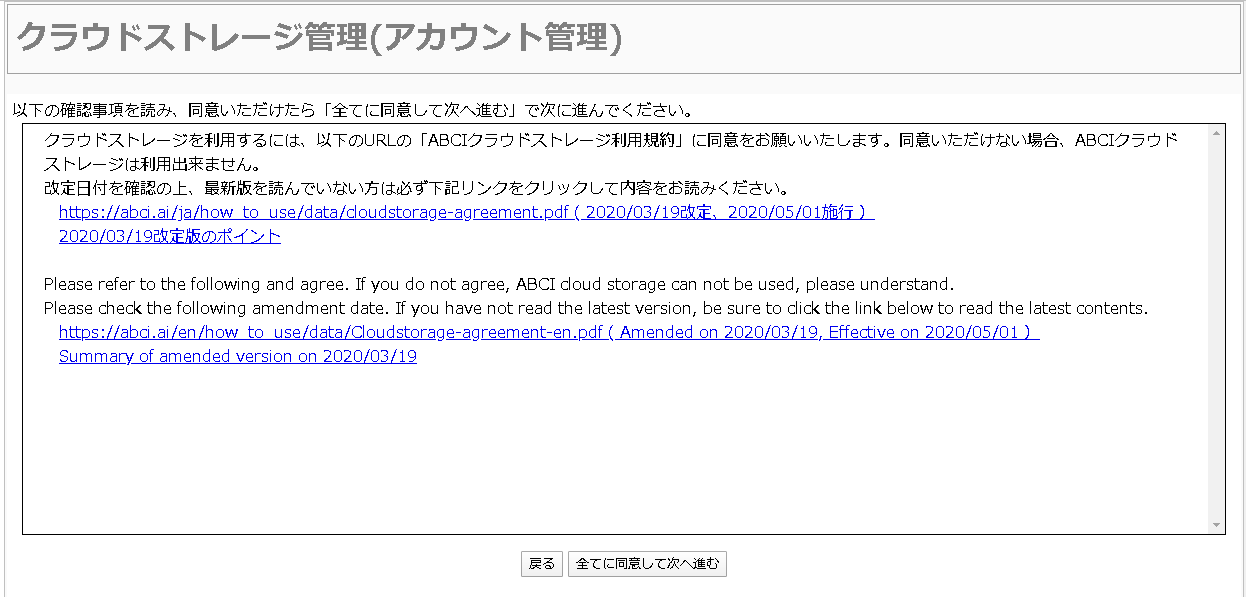 クラウドストレージ管理(アカウント管理)
以下の確認事項を読み、同意いただけたら「全てに同意して次へ進む」で次に進んでください。
クラウドストレージを利用するには、以下のURLの「ABCIクラウドストレージ利用規約」に同意をお願いいたします。同意いただけない場合、ABCIクラウド
ストレージは利用出来ません。
改定日付を確認の上、最新版を読んでいない方は必ず下記リンクをクリックして内容をお読みください。
https://abci.ai/ja/how_to_use/data/cloudstorage-agreement.pdf ( 2020/03/19改定、2020/05/01施行 )
2020/03/19改定版のポイント
Please refer to the following and agree. If you do not agree, ABCI cloud storage can not be used, please understand.
Please check the following amendment date. If you have not read the latest version, be sure to click the link below to read the latest contents.
https://abci.ai/en/how_to_use/data/Cloudstorage-agreement-en.pdf ( Amended on 2020/03/19, Effective on 2020/05/01 )
Summary of amended version on 2020/03/19
戻る 全てに同意して次へ進む